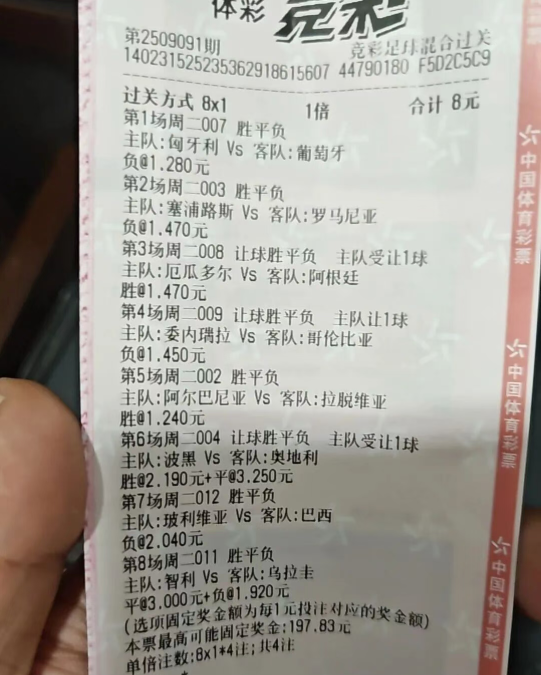 体彩 竞彩
第2509091期 竞彩足球混合过关
140231525235362918615607 44790180 F5D2C5C9
过关方式 8x1 1倍 合计 8元
第1场周二007 胜平负
主队:匈牙利 Vs 客队:葡萄牙
负@1.280元
第2场周二003 胜平负
主队:塞浦路斯 Vs 客队:罗马尼亚
负@1.470元
第3场周二008 让球胜平负 主队受让1球
主队:厄瓜多尔 Vs 客队:阿根廷
胜@1.470元
第4场周二009 让球胜平负 主队让1球
主队:委内瑞拉 Vs 客队:哥伦比亚
负@1.450元
第5场周二002 胜平负
主队:阿尔巴尼亚 Vs 客队:拉脱维亚
胜@1.240元
第6场周二004 让球胜平负 主队受让1球
主队:波黑 Vs 客队:奥地利
胜@2.190元+平@3.250元
第7场周二012 胜平负
主队:玻利维亚 Vs 客队:巴西
负@2.040元
第8场周二011 胜平负
主队:智利 Vs 客队:乌拉圭
平@3.000元+负@1.920元
(选项固定奖金额为每1元投注对应的奖金额)
本票最高可能固定奖金:197.83元
单倍注数:8x1*4注;共4注
中国体育彩票
中国体育彩票
中国体育彩票